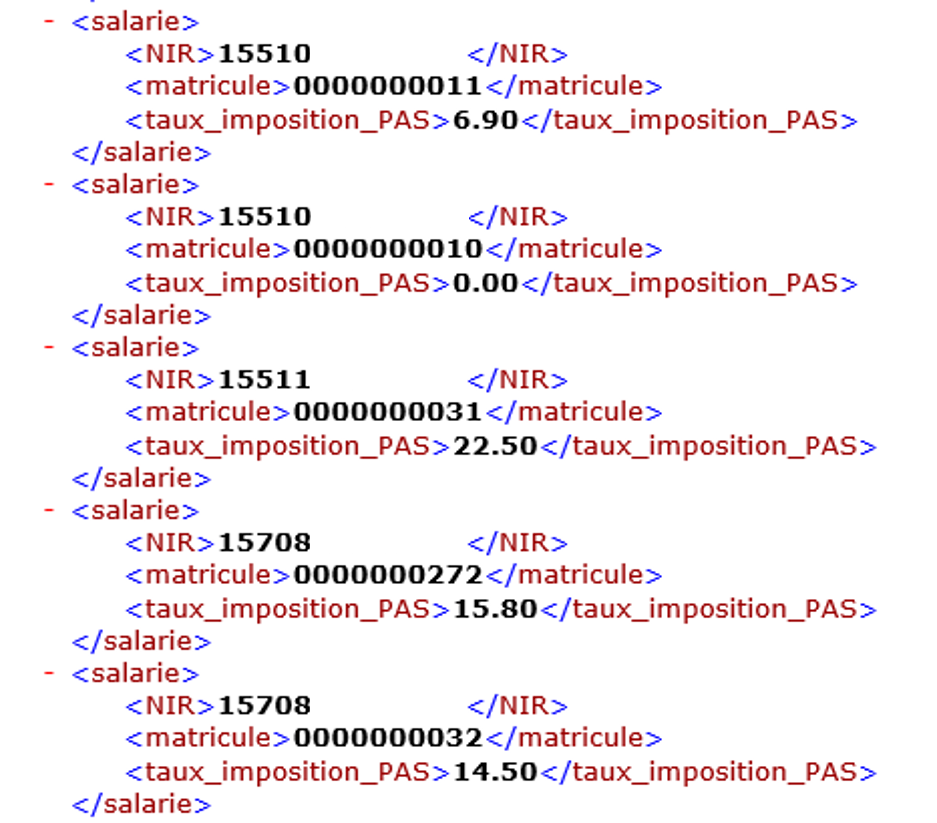 - <salarie>
<NIR>15510 </NIR>
<matricule>0000000011</matricule>
<taux_imposition_PAS>6.90</taux_imposition_PAS>
</salarie>
- <salarie>
<NIR>15510 </NIR>
<matricule>0000000010</matricule>
<taux_imposition_PAS>0.00</taux_imposition_PAS>
</salarie>
- <salarie>
<NIR>15511 </NIR>
<matricule>0000000031</matricule>
<taux_imposition_PAS>22.50</taux_imposition_PAS>
</salarie>
- <salarie>
<NIR>15708 </NIR>
<matricule>0000000272</matricule>
<taux_imposition_PAS>15.80</taux_imposition_PAS>
</salarie>
- <salarie>
<NIR>15708 </NIR>
<matricule>0000000032</matricule>
<taux_imposition_PAS>14.50</taux_imposition_PAS>
</salarie>